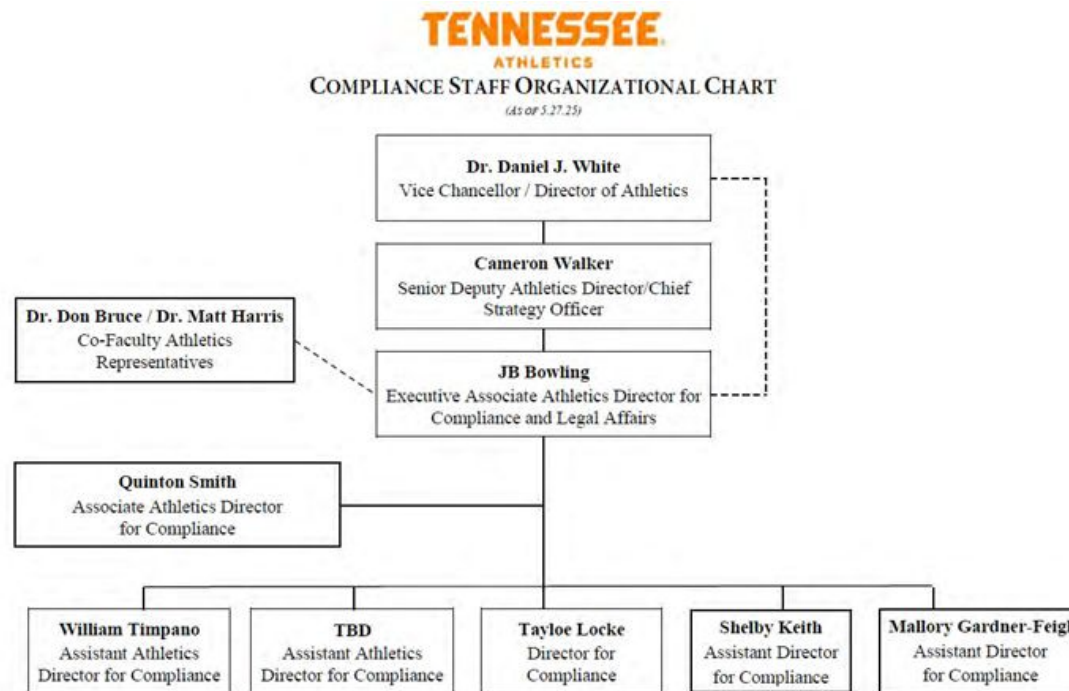 TENNESSEE
ATHLETICS
COMPLIANCE STAFF ORGANIZATIONAL CHART
(AS OF 5.27.25)
Dr. Daniel J. White
Vice Chancellor / Director of Athletics
Cameron Walker
Senior Deputy Athletics Director/Chief
Strategy Officer
Dr. Don Bruce / Dr. Matt Harris
Co-Faculty Athletics
Representatives
JB Bowling
Executive Associate Athletics Director for
Compliance and Legal Affairs
Quinton Smith
Associate Athletics Director
for Compliance
William Timpano
Assistant Athletics
Director for Compliance
TBD
Assistant Athletics
Director for Compliance
Tayloe Locke
Director for
Compliance
Shelby Keith
Assistant Director
for Compliance
Mallory Gardner-Feigh
Assistant Director
for Compliance